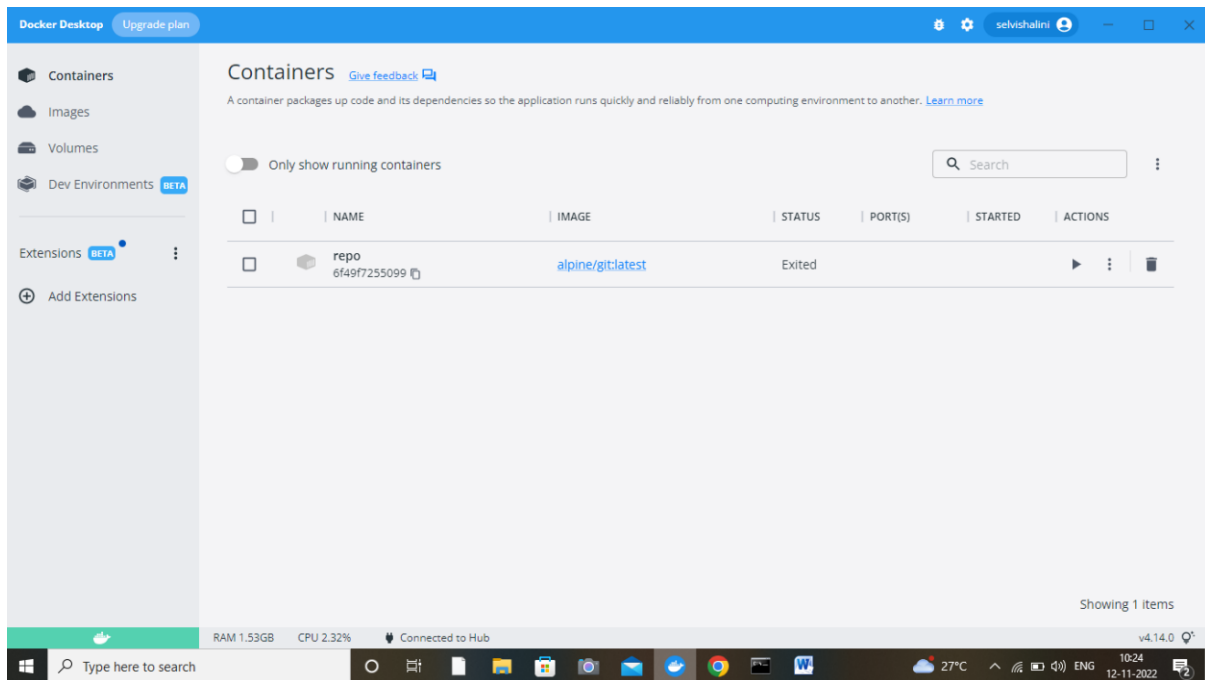 Docker Desktop Upgrade plan selvishalini
Containers
Images
Volumes
Dev Environments BETA
Extensions BETA
Add Extensions
Containers Give feedback
A container packages up code and its dependencies so the application runs quickly and reliably from one computing environment to another. Learn more
Only show running containers Search
NAME IMAGE STATUS PORT(S) STARTED ACTIONS
repo
6f49f7255099 alpine/git:latest Exited
Showing 1 items
RAM 1.53GB CPU 2.32% Connected to Hub v4.14.0
Type here to search W 27°C ENG 10:24
12-11-2022 2